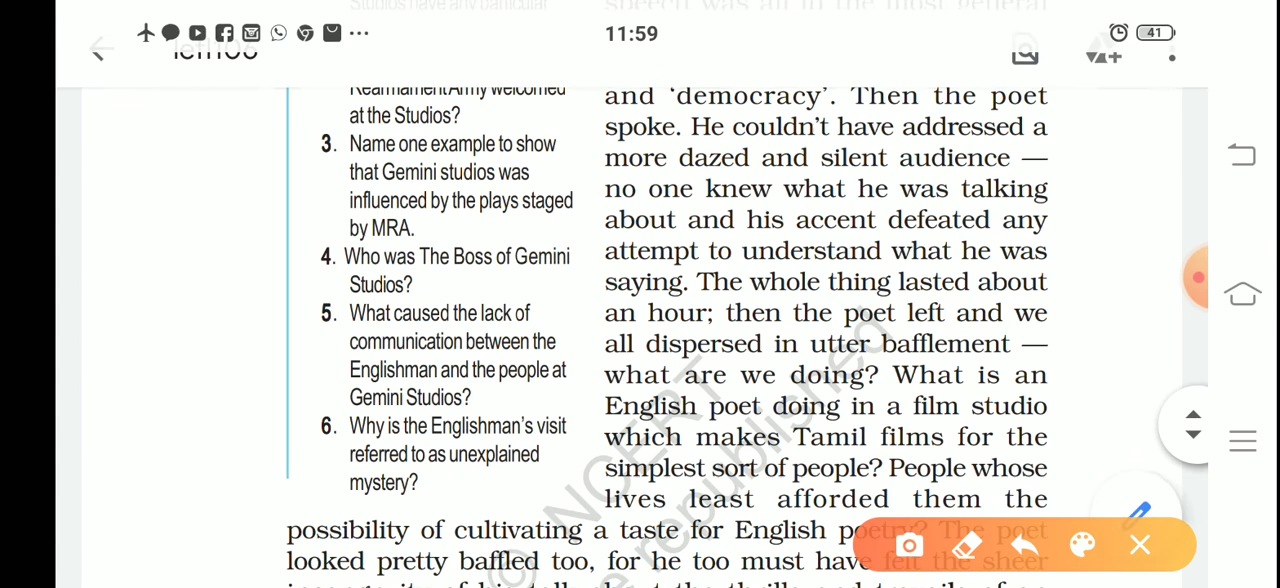 11:59
41
at the Studios?
3. Name one example to show
that Gemini studios was
influenced by the plays staged
by MRA.
4. Who was The Boss of Gemini
Studios?
5. What caused the lack of
communication between the
Englishman and the people at
Gemini Studios?
6. Why is the Englishman's visit
referred to as unexplained
mystery?
and ‘democracy’. Then the poet
spoke. He couldn't have addressed a
more dazed and silent audience —
no one knew what he was talking
about and his accent defeated any
attempt to understand what he was
saying. The whole thing lasted about
an hour; then the poet left and we
all dispersed in utter bafflement —
what are we doing? What is an
English poet doing in a film studio
which makes Tamil films for the
simplest sort of people? People whose
lives least afforded them the
possibility of cultivating a taste for English poetry? The poet
looked pretty baffled too, for he too must have felt the sheer
© NCERT
republished